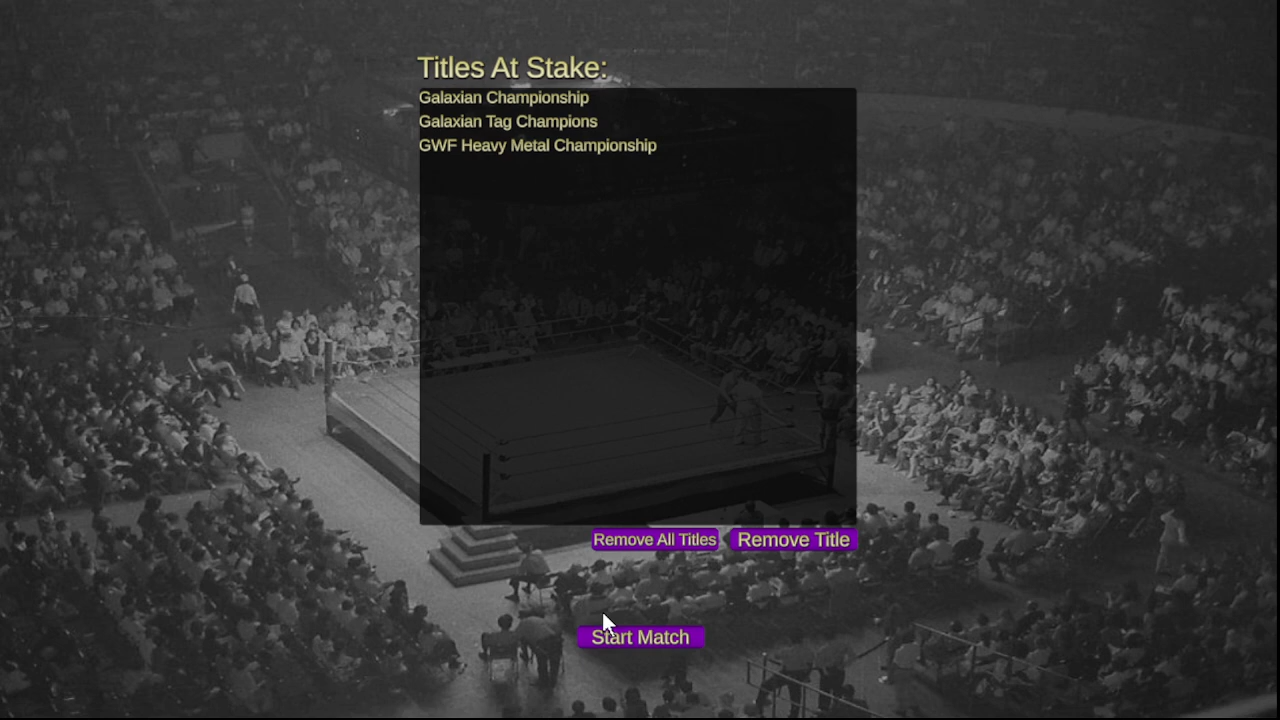 Titles At Stake:
Galaxian Championship
Galaxian Tag Champions
GWF Heavy Metal Championship
Remove All Titles
Remove Title
Start Match